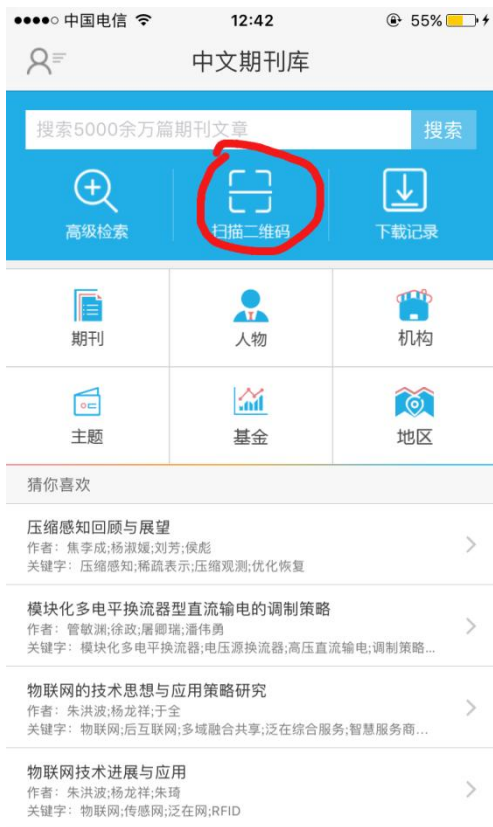 中国电信 12:42 55%
中文期刊库
搜索5000余万篇期刊文章 搜索
高级检索 扫描二维码 下载记录
期刊 人物 机构
主题 基金 地区
猜你喜欢
压缩感知回顾与展望
作者：焦李成;杨淑媛;刘芳;侯彪
关键字：压缩感知;稀疏表示;压缩观测;优化恢复
模块化多电平换流器型直流输电的调制策略
作者：管敏渊;徐政;屠卿瑞;潘伟勇
关键字：模块化多电平换流器;电压源换流器;高压直流输电;调制策略...
物联网的技术思想与应用策略研究
作者：朱洪波;杨龙祥;于全
关键字：物联网;后互联网;多域融合共享;泛在综合服务;智慧服务商...
物联网技术进展与应用
作者：朱洪波;杨龙祥;朱琦
关键字：物联网;传感网;泛在网;RFID